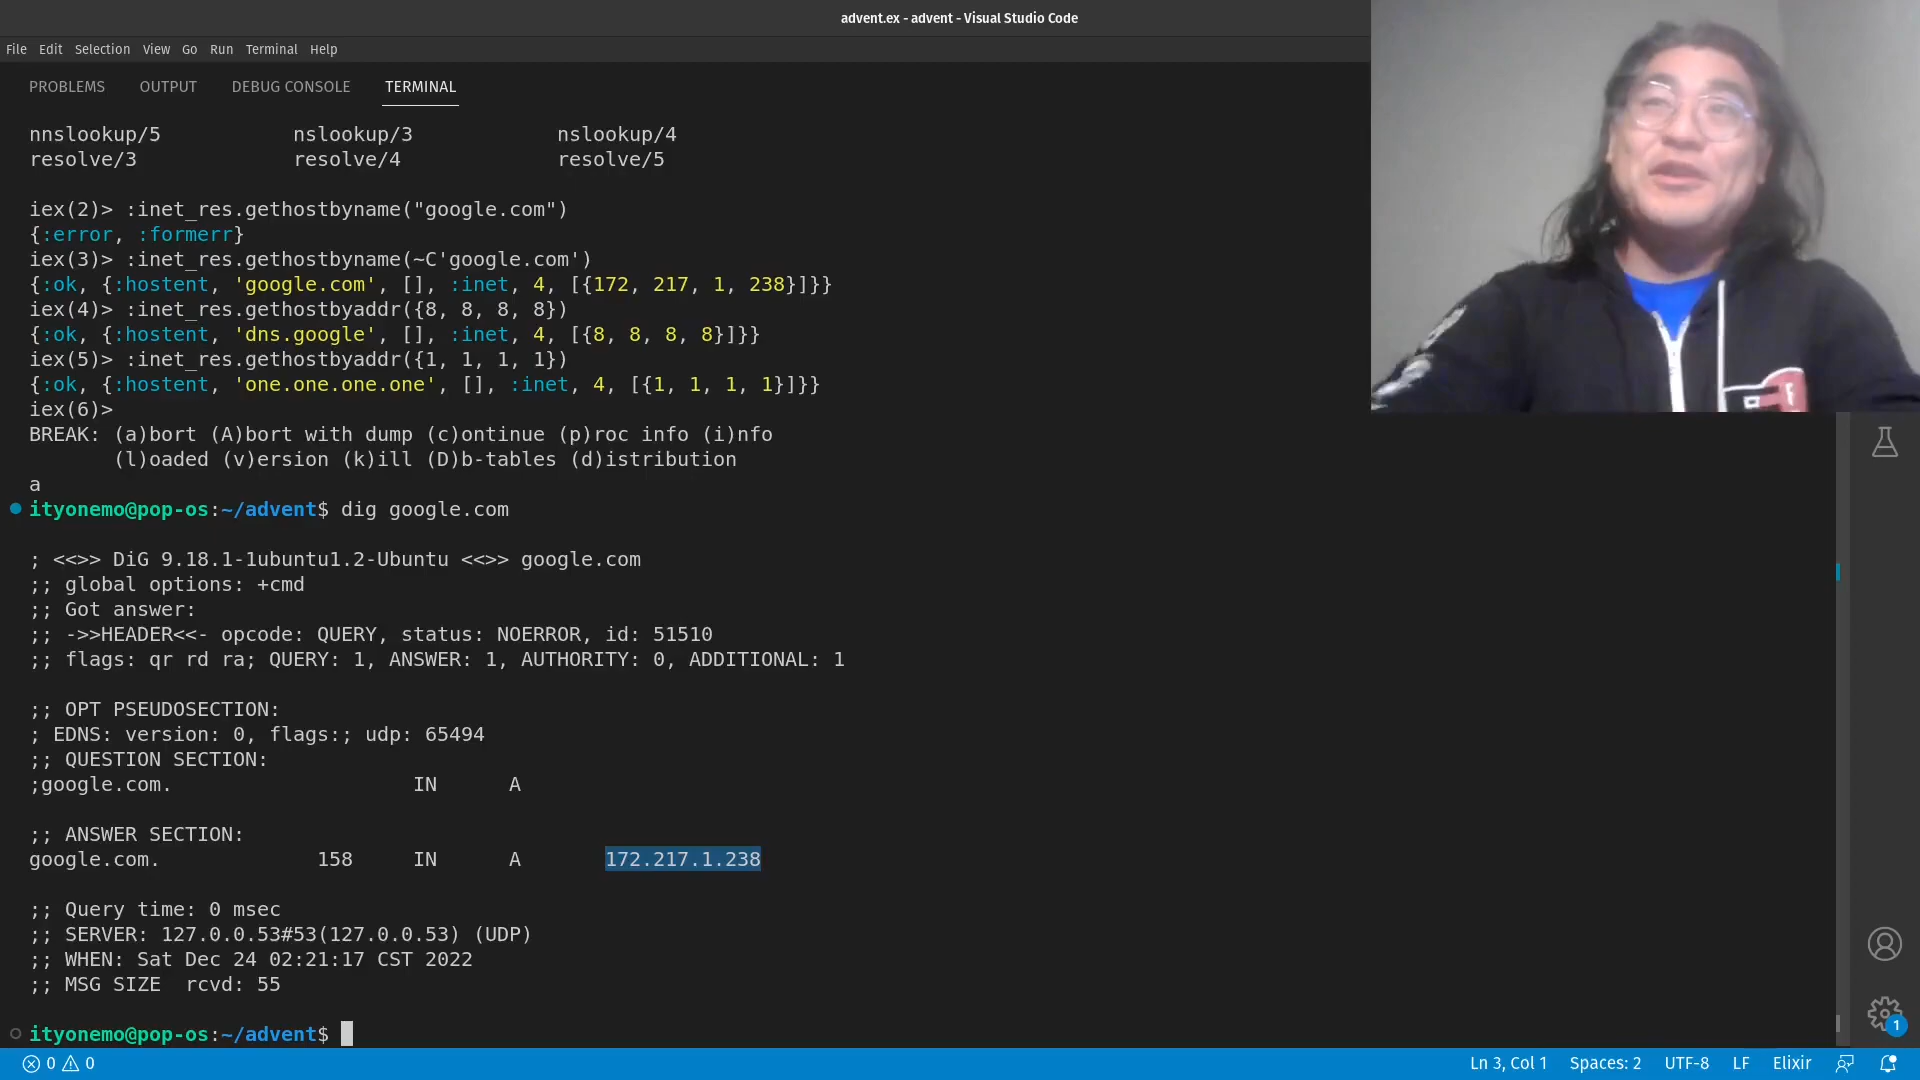 advent.ex - advent - Visual Studio Code
File Edit Selection View Go Run Terminal Help
PROBLEMS OUTPUT DEBUG CONSOLE TERMINAL
nnslookup/5 nslookup/3 nslookup/4
resolve/3 resolve/4 resolve/5
iex(2)> :inet_res.gethostbyname("google.com")
{:error, :formerr}
iex(3)> :inet_res.gethostbyname(~C'google.com')
{:ok, {:hostent, 'google.com', [], :inet, 4, [{172, 217, 1, 238}]}}
iex(4)> :inet_res.gethostbyaddr({8, 8, 8, 8})
{:ok, {:hostent, 'dns.google', [], :inet, 4, [{8, 8, 8, 8}]}}
iex(5)> :inet_res.gethostbyaddr({1, 1, 1, 1})
{:ok, {:hostent, 'one.one.one.one', [], :inet, 4, [{1, 1, 1, 1}]}}
iex(6)>
BREAK: (a)bort (A)bort with dump (c)ontinue (p)roc info (i)nfo
(l)oaded (v)ersion (k)ill (D)b-tables (d)istribution
a
ityonemo@pop-os:~/advent$ dig google.com
; <<>> DiG 9.18.1-1ubuntu1.2-Ubuntu <<>> google.com
;; global options: +cmd
;; Got answer:
;; ->>HEADER<<- opcode: QUERY, status: NOERROR, id: 51510
;; flags: qr rd ra; QUERY: 1, ANSWER: 1, AUTHORITY: 0, ADDITIONAL: 1
;; OPT PSEUDOSECTION:
; EDNS: version: 0, flags:; udp: 65494
;; QUESTION SECTION:
;google.com. IN A
;; ANSWER SECTION:
google.com. 158 IN A 172.217.1.238
;; Query time: 0 msec
;; SERVER: 127.0.0.53#53(127.0.0.53) (UDP)
;; WHEN: Sat Dec 24 02:21:17 CST 2022
;; MSG SIZE rcvd: 55
ityonemo@pop-os:~/advent$
1
0 0 Ln 3, Col 1 Spaces: 2 UTF-8 LF Elixir